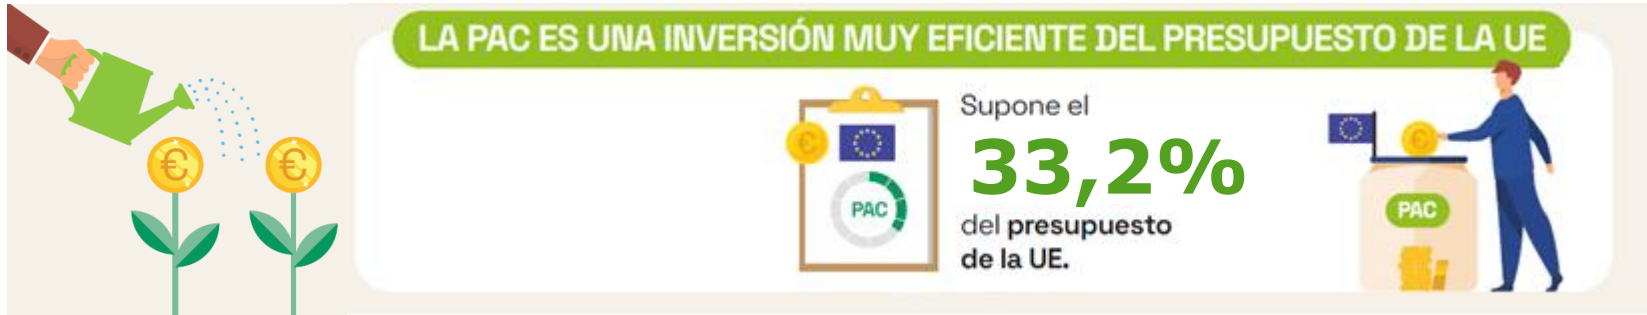 LA PAC ES UNA INVERSIÓN MUY EFICIENTE DEL PRESUPUESTO DE LA UE
Supone el
33,2%
del presupuesto
de la UE.
PAC
PAC
€
€
€
€